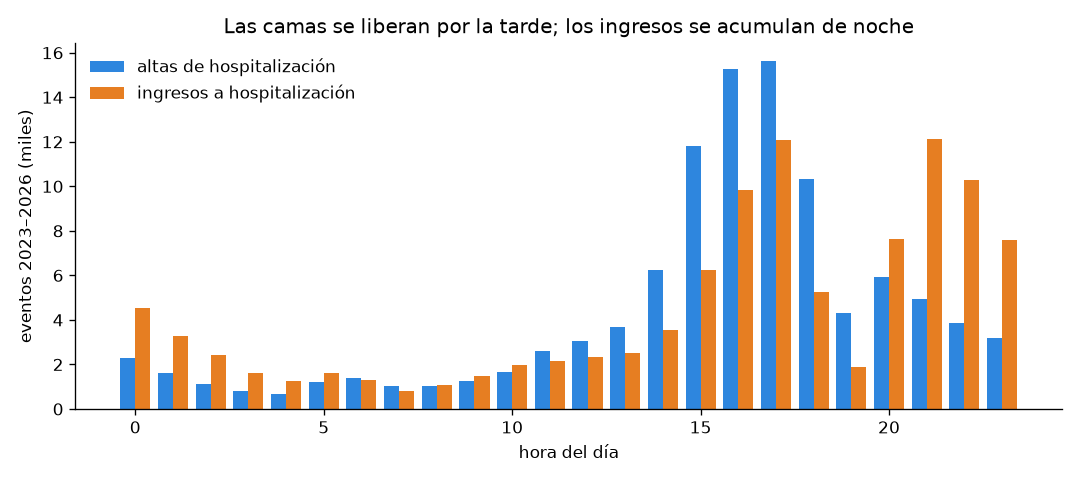 Las camas se liberan por la tarde; los ingresos se acumulan de noche
altas de hospitalización
ingresos a hospitalización
eventos 2023–2026 (miles)
16
14
12
10
8
6
4
2
0
0 5 10 15 20
hora del día